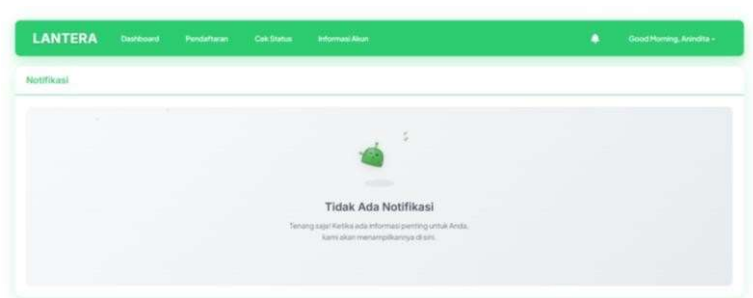 LANTERA Dashboard Pendaftaran Cek Status Informasi Akun Good Morning, Anindita
Notifikasi
Tidak Ada Notifikasi
Tenang saja! Ketika ada informasi penting untuk Anda,
kami akan menampilkannya di sini.